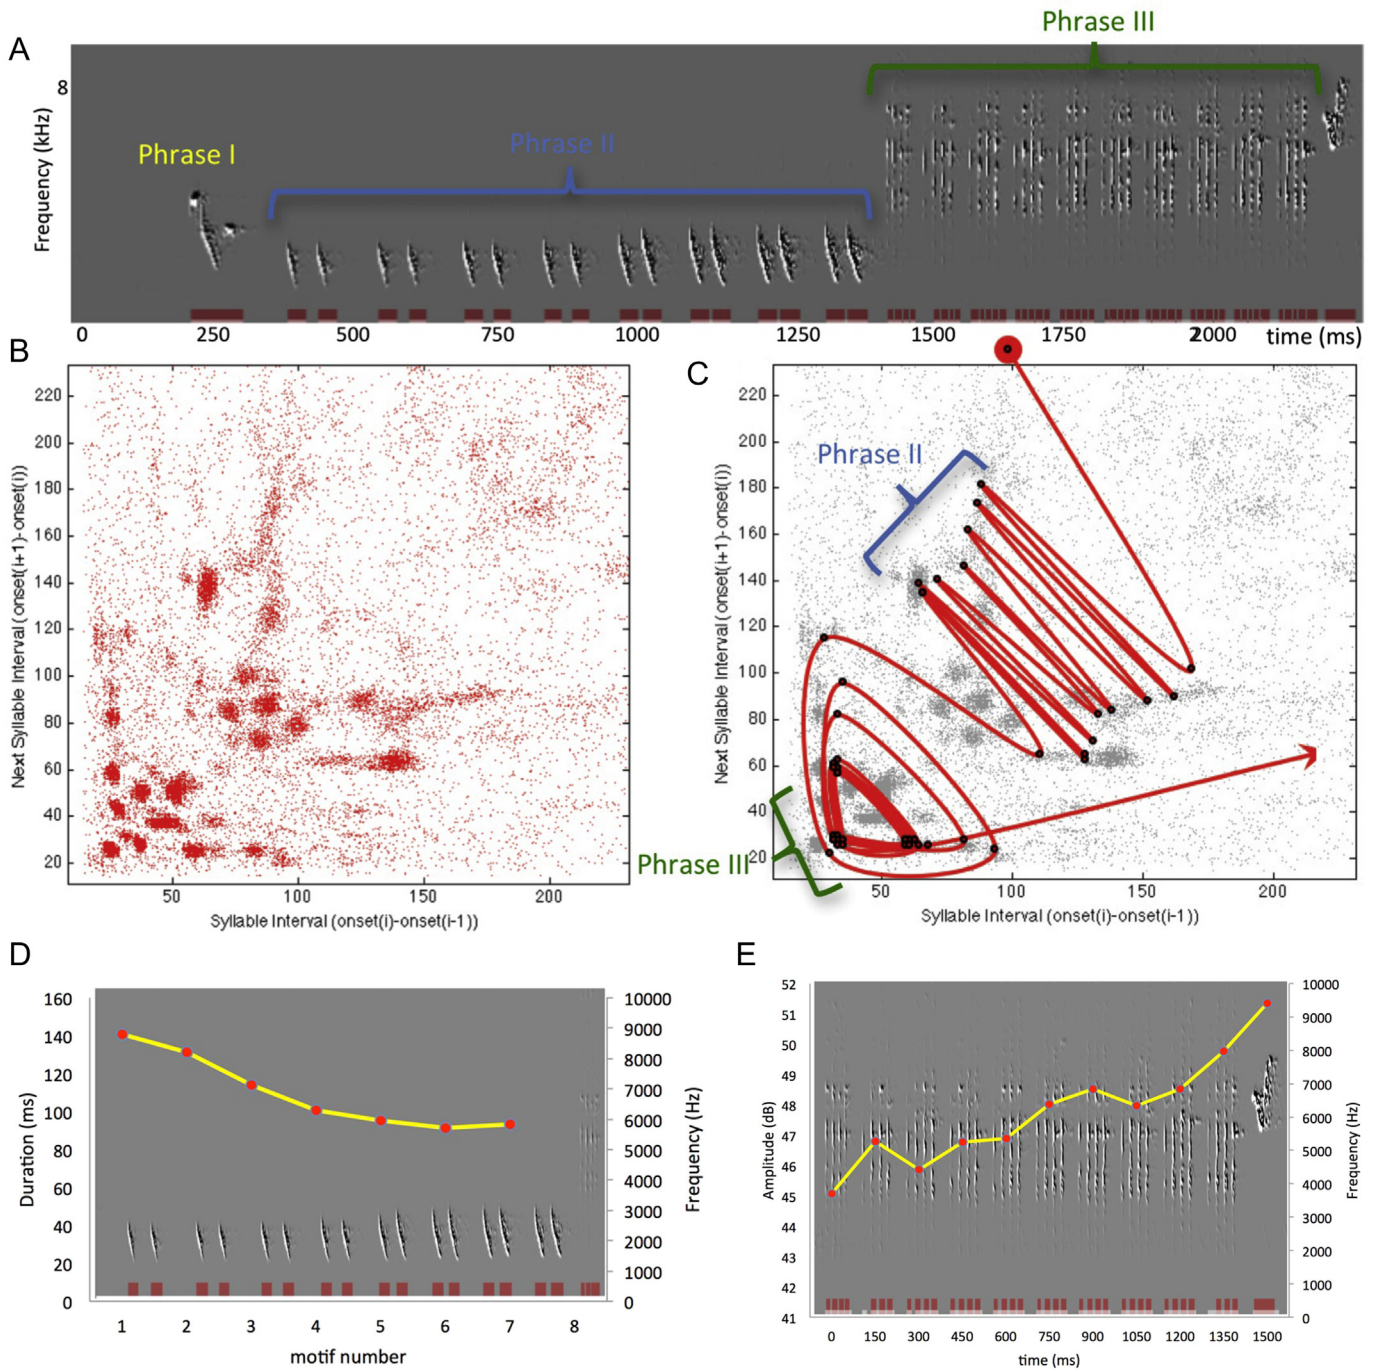 A
Phrase III
8
Phrase II
Phrase I
Frequency (kHz)
0 250 500 750 1000 1250 1500 1750 2000 time (ms)
B
220
200
180
160
140
120
100
80
60
40
20
Next Syllable Interval (onset(i+1)-onset(i))
50 100 150 200
Syllable Interval (onset(i)-onset(i-1))
C
220
200
180
160
140
120
100
80
60
40
20
Next Syllable Interval (onset(i+1)-onset(i))
Phrase II
Phrase III
50 100 150 200
Syllable Interval (onset(i)-onset(i-1))
D
160
140
120
100
80
60
40
20
0
Duration (ms)
10000
9000
8000
7000
6000
5000
4000
3000
2000
1000
0
Frequency (Hz)
1 2 3 4 5 6 7 8
motif number
E
52
51
50
49
48
47
46
45
44
43
42
41
Amplitude (dB)
10000
9000
8000
7000
6000
5000
4000
3000
2000
1000
0
Frequency (Hz)
0 150 300 450 600 750 900 1050 1200 1350 1500
time (ms)